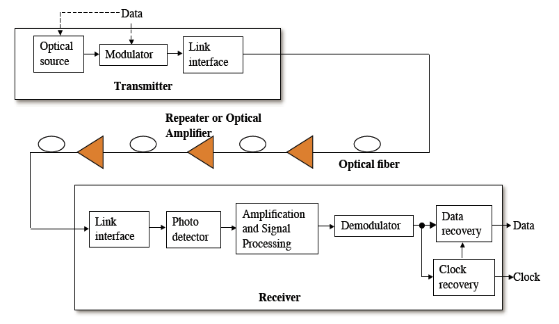 Data
Optical
source
Modulator
Link
interface
Transmitter
Repeater or Optical
Amplifier
Optical fiber
Link
interface
Photo
detector
Amplification
and Signal
Processing
Demodulator
Data
recovery
Data
Clock
recovery
Clock
Receiver